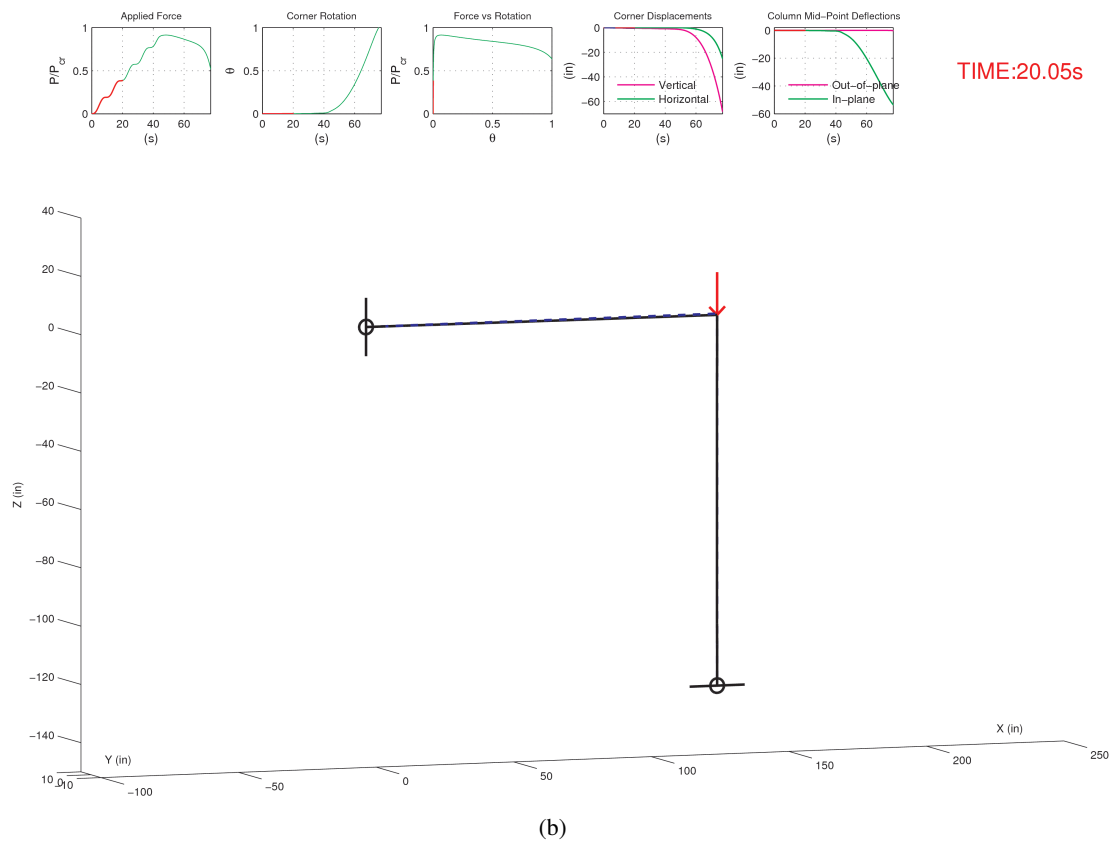 Applied Force
P/Pcr
1
0.5
0
0 20 40 60
(s)
Corner Rotation
θ
1
0.5
0
0 20 40 60
(s)
Force vs Rotation
P/Pcr
1
0.5
0
0 0.5 1
θ
Corner Displacements
(in)
0
−20
−40
−60
Vertical
Horizontal
0 20 40 60
(s)
Column Mid−Point Deflections
(in)
0
−20
−40
−60
Out−of−plane
In−plane
0 20 40 60
(s)
TIME:20.05s
Z (in)
40
20
0
−20
−40
−60
−80
−100
−120
−140
Y (in)
10 0 −10
X (in)
−100 −50 0 50 100 150 200 250
(b)